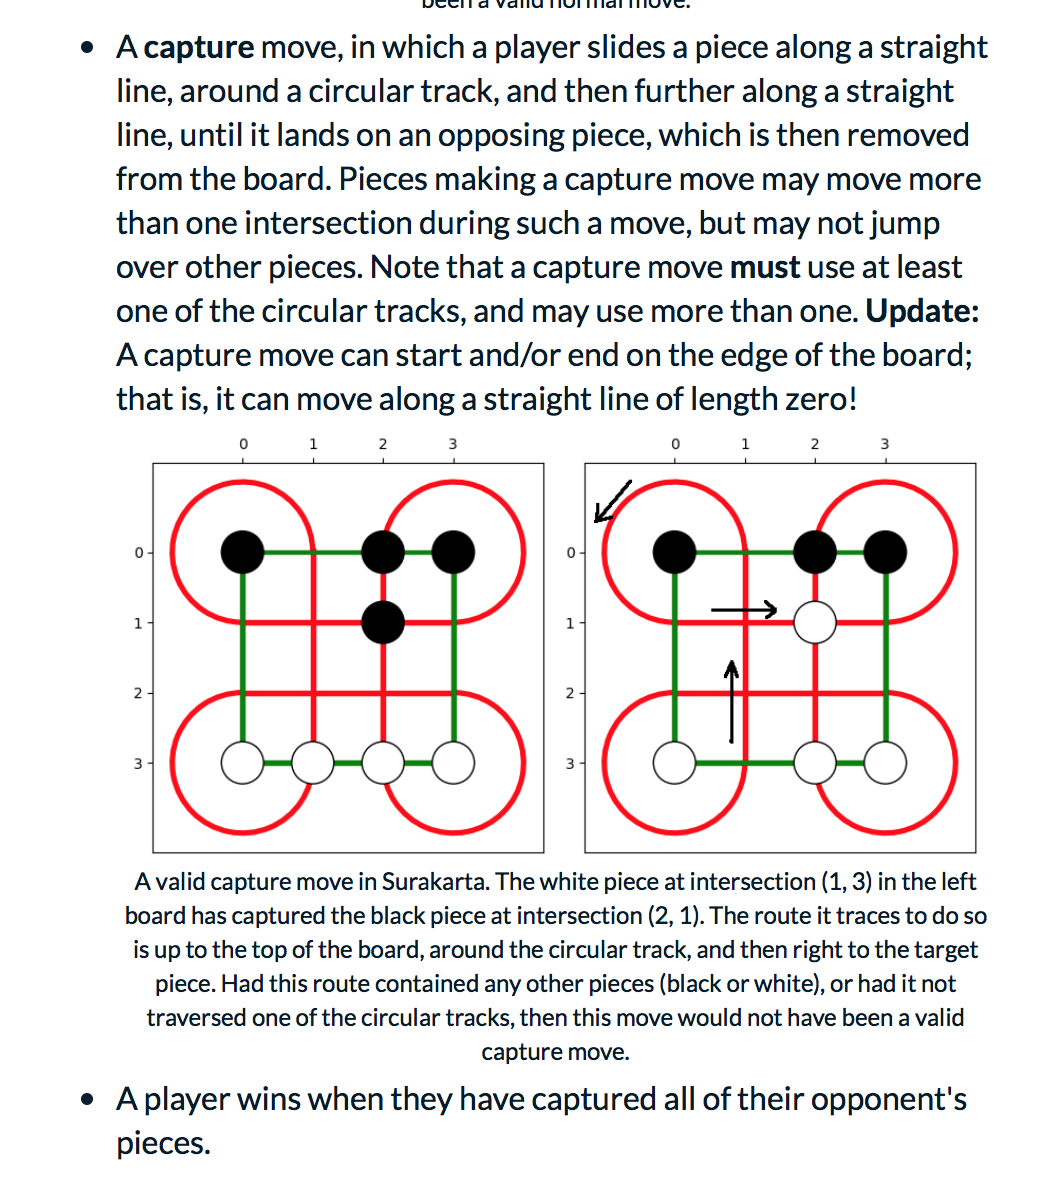 been a valid normal move.
• A capture move, in which a player slides a piece along a straight
line, around a circular track, and then further along a straight
line, until it lands on an opposing piece, which is then removed
from the board. Pieces making a capture move may move more
than one intersection during such a move, but may not jump
over other pieces. Note that a capture move must use at least
one of the circular tracks, and may use more than one. Update:
A capture move can start and/or end on the edge of the board;
that is, it can move along a straight line of length zero!
0 1 2 3 0 1 2 3
0 0
1 1
2 2
3 3
A valid capture move in Surakarta. The white piece at intersection (1, 3) in the left
board has captured the black piece at intersection (2, 1). The route it traces to do so
is up to the top of the board, around the circular track, and then right to the target
piece. Had this route contained any other pieces (black or white), or had it not
traversed one of the circular tracks, then this move would not have been a valid
capture move.
• A player wins when they have captured all of their opponent's
pieces.